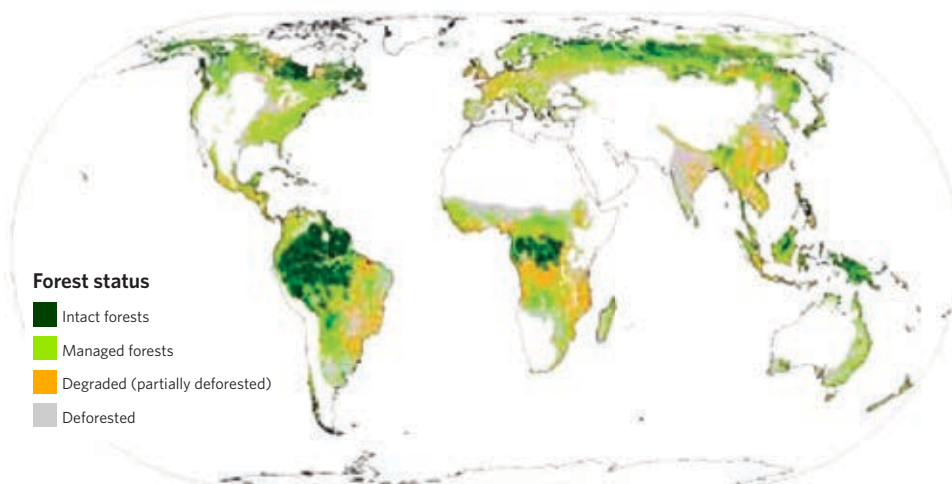 Forest status
Intact forests
Managed forests
Degraded (partially deforested)
Deforested